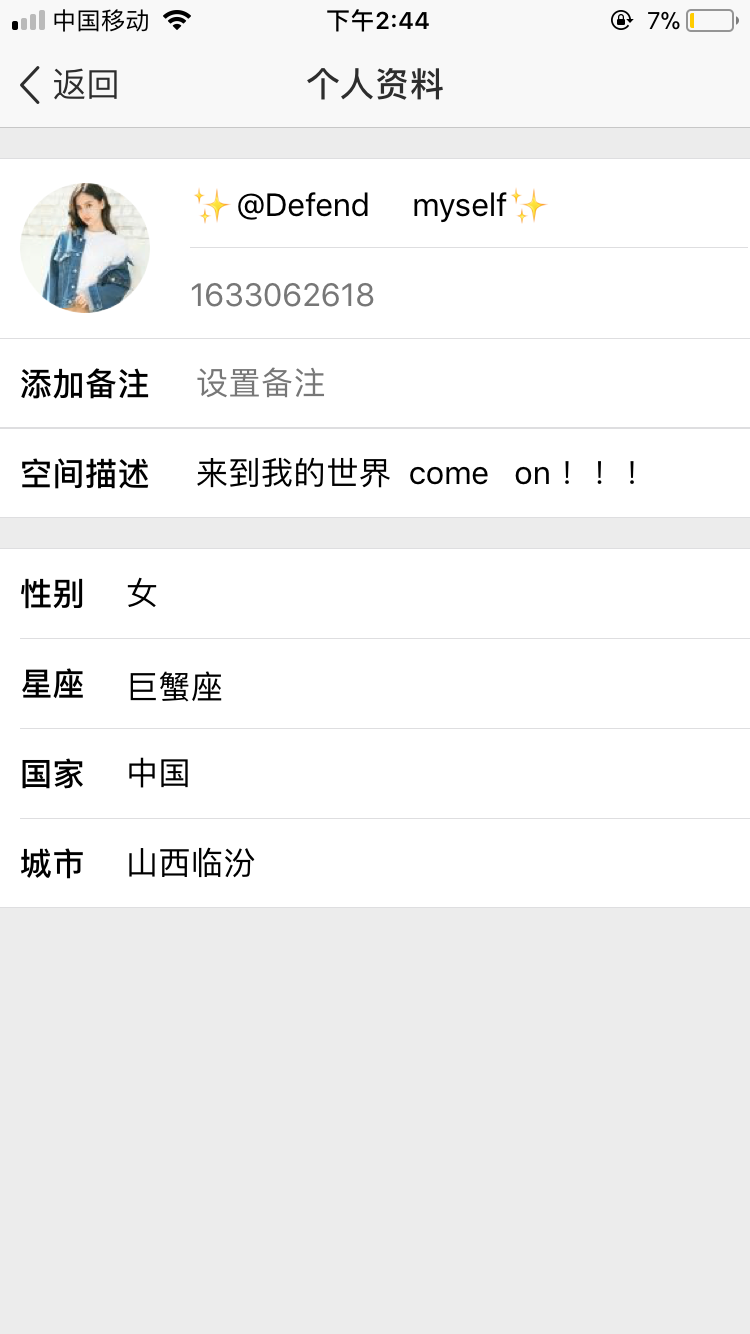 中国移动 下午2:44 7%
返回 个人资料
✨@Defend myself✨
1633062618
添加备注 设置备注
空间描述 来到我的世界 come on！！！
性别 女
星座 巨蟹座
国家 中国
城市 山西临汾